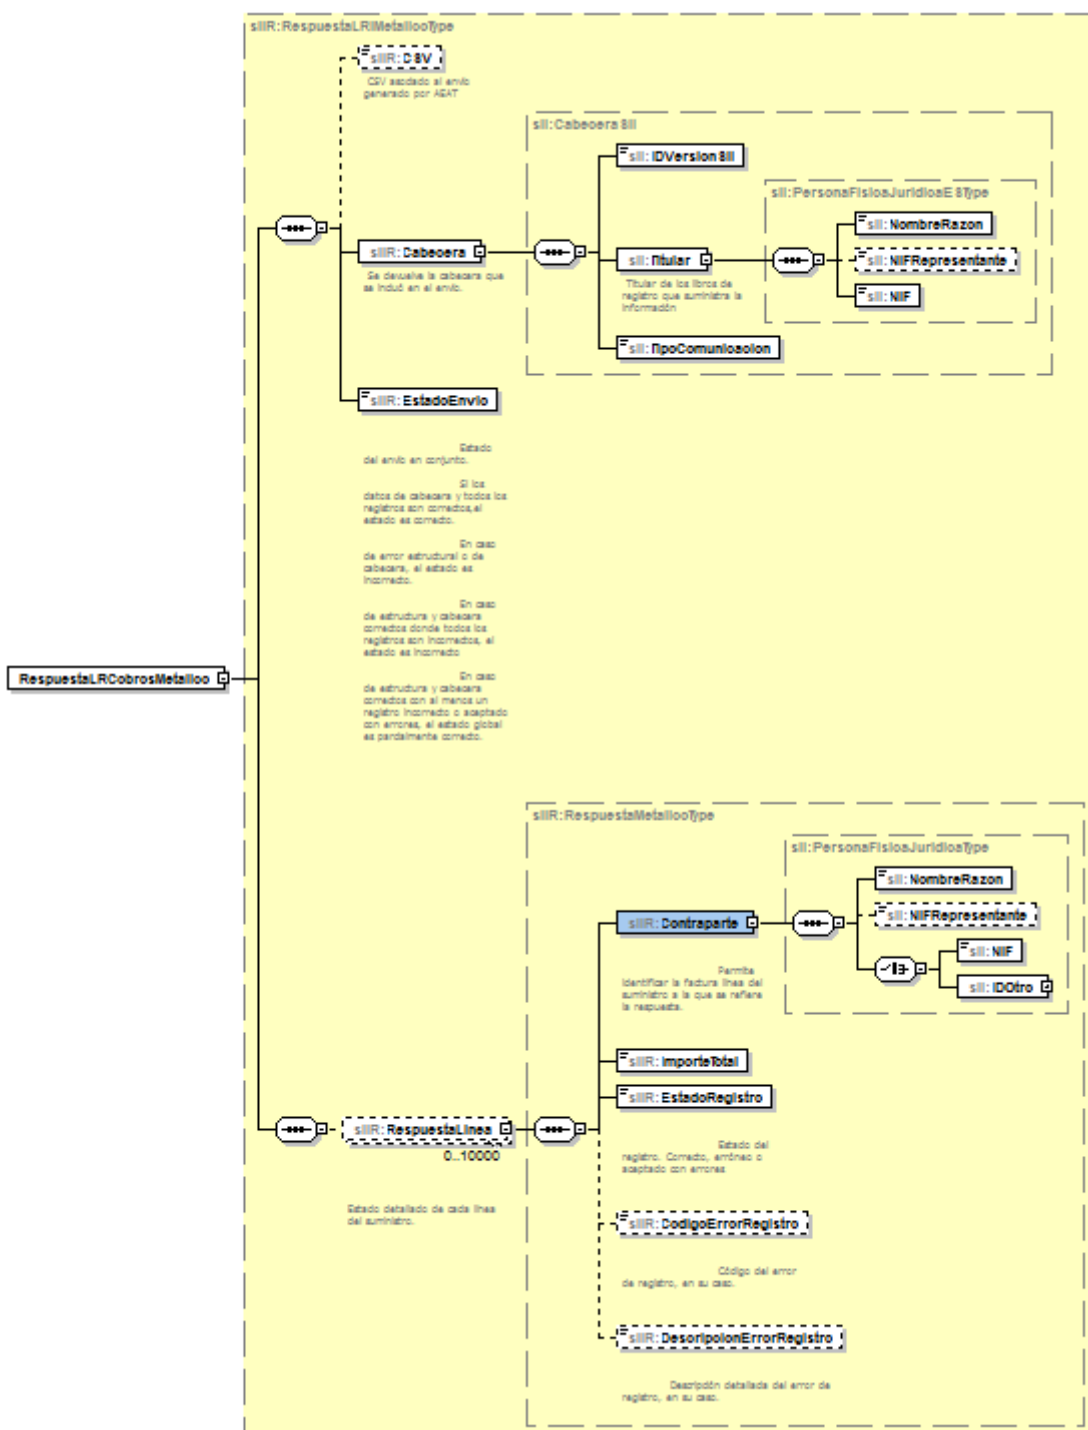 siiR:RespuestaLRIMetalicoType
siiR:CSV
CSV asociado al envío
generado por AEAT
sii:CabeceraSii
sii:IDVersionSii
sii:PersonaFisicaJuridicaESType
sii:NombreRazon
siiR:Cabecera
sii:Titular
sii:NIFRepresentante
Se devuelve la cabecera que
se incluó en el envío.
Titular de los libros de
registro que suministra la
información
sii:NIF
sii:TipoComunicacion
siiR:EstadoEnvio
Estado
del envío en conjunto.
Si los
datos de cabecera y todos los
registros son correctos,el
estado es correcto.
En caso
de error estructural o de
cabecera, el estado es
incorrecto.
En caso
de estructura y cabecera
correctos donde todos los
registros son incorrectos, el
estado es incorrecto
RespuestaLRCobrosMetalico
En caso
de estructura y cabecera
correctos con al menos un
registro incorrecto o aceptado
con errores, el estado global
es parcialmente correcto.
siiR:RespuestaMetalicoType
sii:PersonaFisicaJuridicaType
sii:NombreRazon
siiR:Contraparte
sii:NIFRepresentante
sii:NIF
sii:IDOtro
Permite
identificar la factura línea del
suministro a la que se refiere
la respuesta.
siiR:ImporteTotal
siiR:EstadoRegistro
siiR:RespuestaLinea
0..10000
Estado del
registro. Correcto, erróneo o
aceptado con errores
Estado detallado de cada línea
del suministro.
siiR:CodigoErrorRegistro
Código del error
de registro, en su caso.
siiR:DescripcionErrorRegistro
Descripción detallada del error de
registro, en su caso.